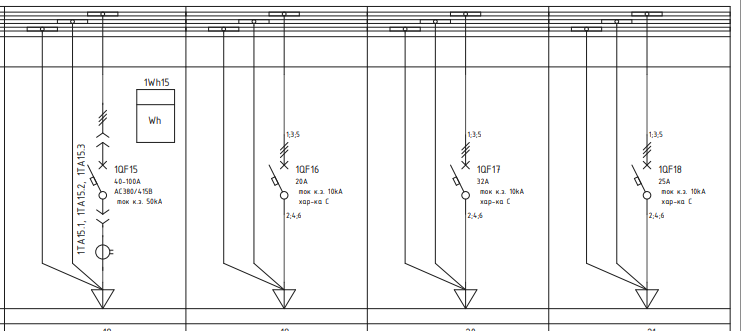 1Wh15
Wh
1TA15.1, 1TA15.2, 1TA15.3
1QF15
40-100A
AC380/415В
ток к.з. 50kA
1;3;5
1QF16
20A
ток к.з. 10kA
хар-ка С
2;4;6
1;3;5
1QF17
32A
ток к.з. 10kA
хар-ка С
2;4;6
1;3;5
1QF18
25A
ток к.з. 10kA
хар-ка С
2;4;6